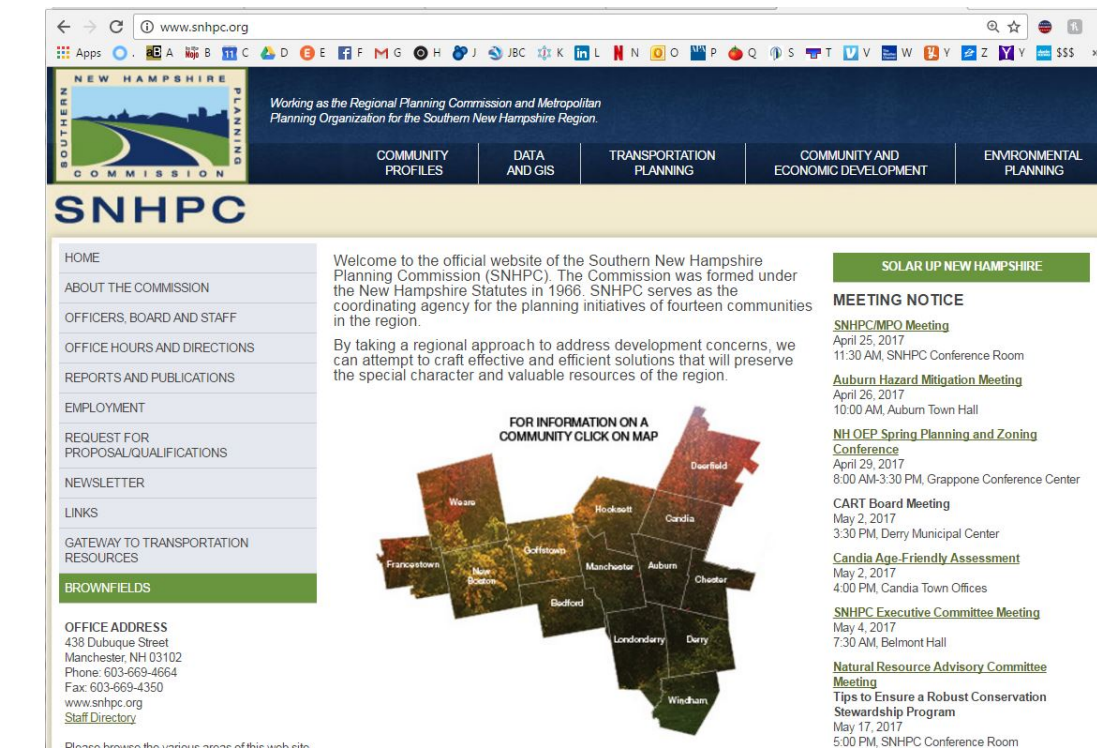 www.snhpc.org
Apps . A B C D E F G H J JBC K L N O P Q S T V W Y Z Y $$$ »
NEW HAMPSHIRE
SOUTHERN
PLANNING
COMMISSION
Working as the Regional Planning Commission and Metropolitan
Planning Organization for the Southern New Hampshire Region.
COMMUNITY
PROFILES
DATA
AND GIS
TRANSPORTATION
PLANNING
COMMUNITY AND
ECONOMIC DEVELOPMENT
ENVIRONMENTAL
PLANNING
SNHPC
HOME
ABOUT THE COMMISSION
OFFICERS, BOARD AND STAFF
OFFICE HOURS AND DIRECTIONS
REPORTS AND PUBLICATIONS
EMPLOYMENT
REQUEST FOR
PROPOSAL/QUALIFICATIONS
NEWSLETTER
LINKS
GATEWAY TO TRANSPORTATION
RESOURCES
BROWNFIELDS
OFFICE ADDRESS
438 Dubuque Street
Manchester, NH 03102
Phone: 603-669-4664
Fax: 603-669-4350
www.snhpc.org
Staff Directory
Please browse the various areas of this web site
Welcome to the official website of the Southern New Hampshire
Planning Commission (SNHPC). The Commission was formed under
the New Hampshire Statutes in 1966. SNHPC serves as the
coordinating agency for the planning initiatives of fourteen communities
in the region.
By taking a regional approach to address development concerns, we
can attempt to craft effective and efficient solutions that will preserve
the special character and valuable resources of the region.
FOR INFORMATION ON A
COMMUNITY CLICK ON MAP
Deerfield
Weare
Hooksett
Candia
Goffstown
Francestown
New
Boston
Manchester
Auburn
Chester
Bedford
Londonderry
Derry
Windham
SOLAR UP NEW HAMPSHIRE
MEETING NOTICE
SNHPC/MPO Meeting
April 25, 2017
11:30 AM, SNHPC Conference Room
Auburn Hazard Mitigation Meeting
April 26, 2017
10:00 AM, Auburn Town Hall
NH OEP Spring Planning and Zoning
Conference
April 29, 2017
8:00 AM-3:30 PM, Grappone Conference Center
CART Board Meeting
May 2, 2017
3:30 PM, Derry Municipal Center
Candia Age-Friendly Assessment
May 2, 2017
4:00 PM, Candia Town Offices
SNHPC Executive Committee Meeting
May 4, 2017
7:30 AM, Belmont Hall
Natural Resource Advisory Committee
Meeting
Tips to Ensure a Robust Conservation
Stewardship Program
May 17, 2017
5:00 PM, SNHPC Conference Room